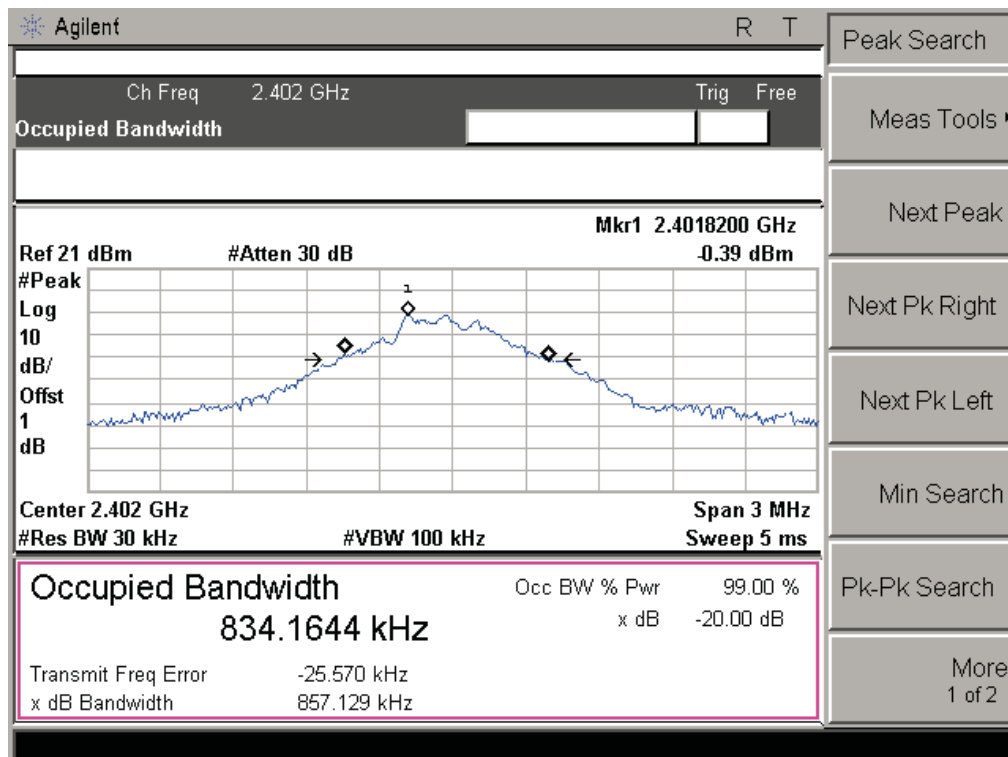 Agilent
R T
Peak Search
Ch Freq 2.402 GHz Trig Free
Occupied Bandwidth
Meas Tools
Next Peak
Mkr1 2.4018200 GHz
Ref 21 dBm #Atten 30 dB -0.39 dBm
#Peak
Log
10
dB/
Offst
1
dB
1
Next Pk Right
Next Pk Left
Center 2.402 GHz Span 3 MHz
#Res BW 30 kHz #VBW 100 kHz Sweep 5 ms
Min Search
Occupied Bandwidth Occ BW % Pwr 99.00 %
834.1644 kHz x dB -20.00 dB
Transmit Freq Error -25.570 kHz
x dB Bandwidth 857.129 kHz
Pk-Pk Search
More
1 of 2